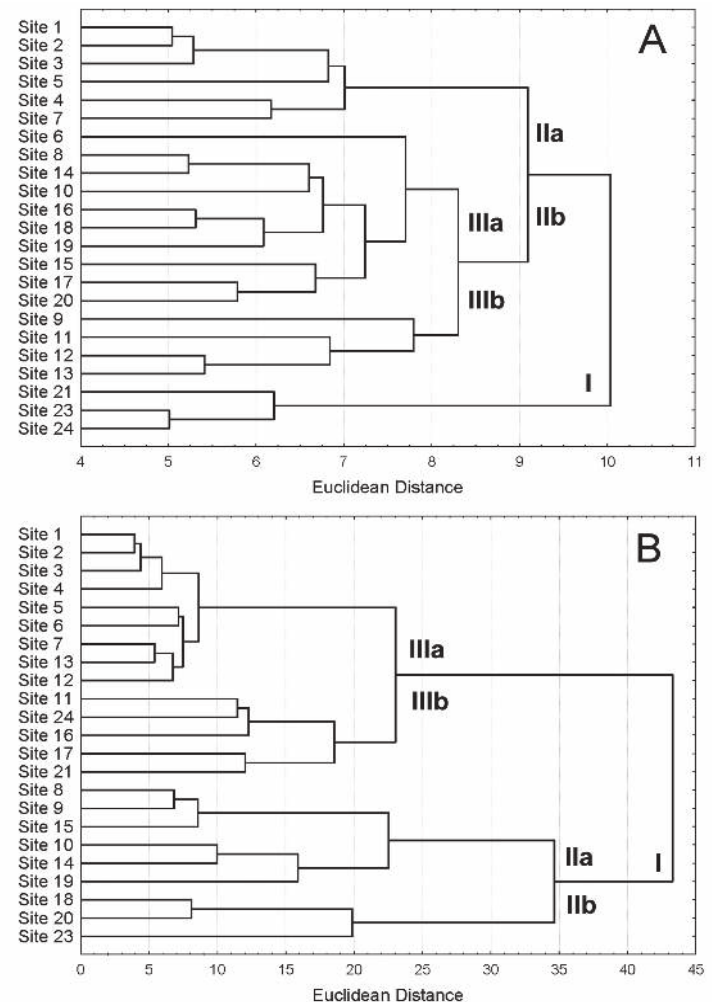 A
Site 1
Site 2
Site 3
Site 5
Site 4
Site 7
Site 6
Site 8
Site 14
Site 10
Site 16
Site 18
Site 19
Site 15
Site 17
Site 20
Site 9
Site 11
Site 12
Site 13
Site 21
Site 23
Site 24
IIa
IIb
IIIa
IIIb
I
4 5 6 7 8 9 10 11
Euclidean Distance
B
Site 1
Site 2
Site 3
Site 4
Site 5
Site 6
Site 7
Site 13
Site 12
Site 11
Site 24
Site 16
Site 17
Site 21
Site 8
Site 9
Site 15
Site 10
Site 14
Site 19
Site 18
Site 20
Site 23
IIIa
IIIb
IIa
I
IIb
0 5 10 15 20 25 30 35 40 45
Euclidean Distance